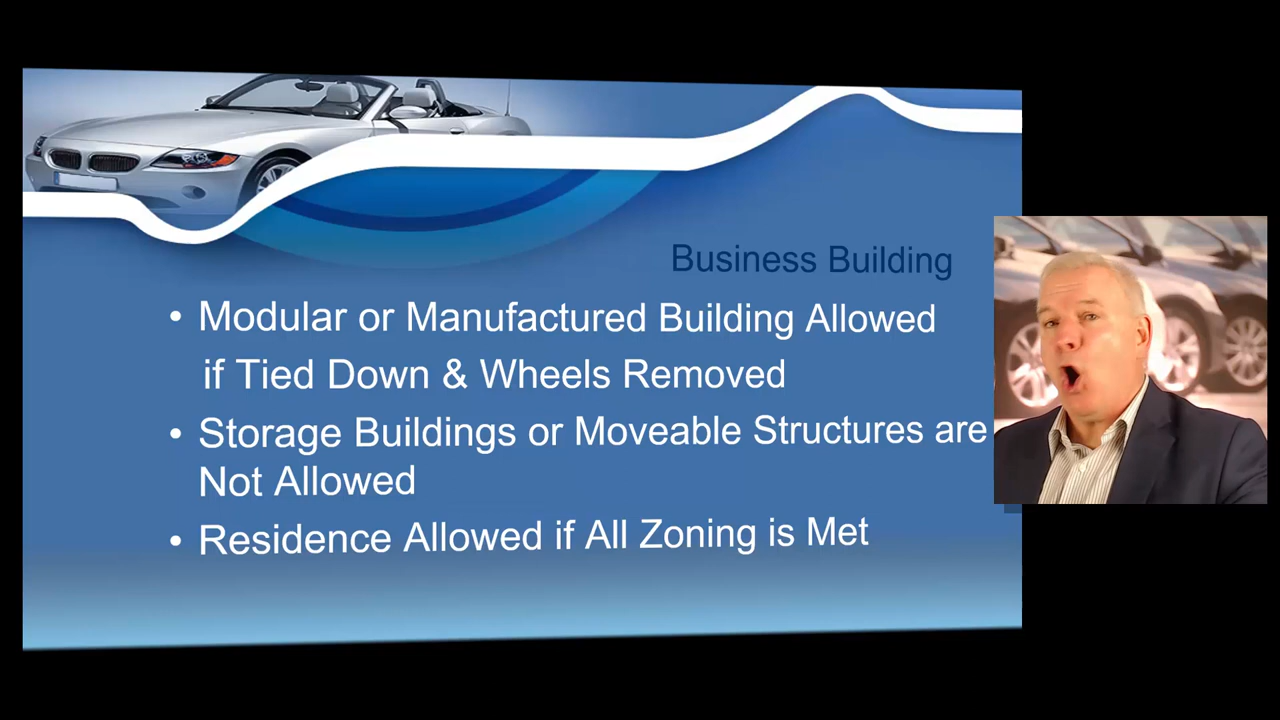 Business Building
• Modular or Manufactured Building Allowed
if Tied Down & Wheels Removed
• Storage Buildings or Moveable Structures are
Not Allowed
• Residence Allowed if All Zoning is Met